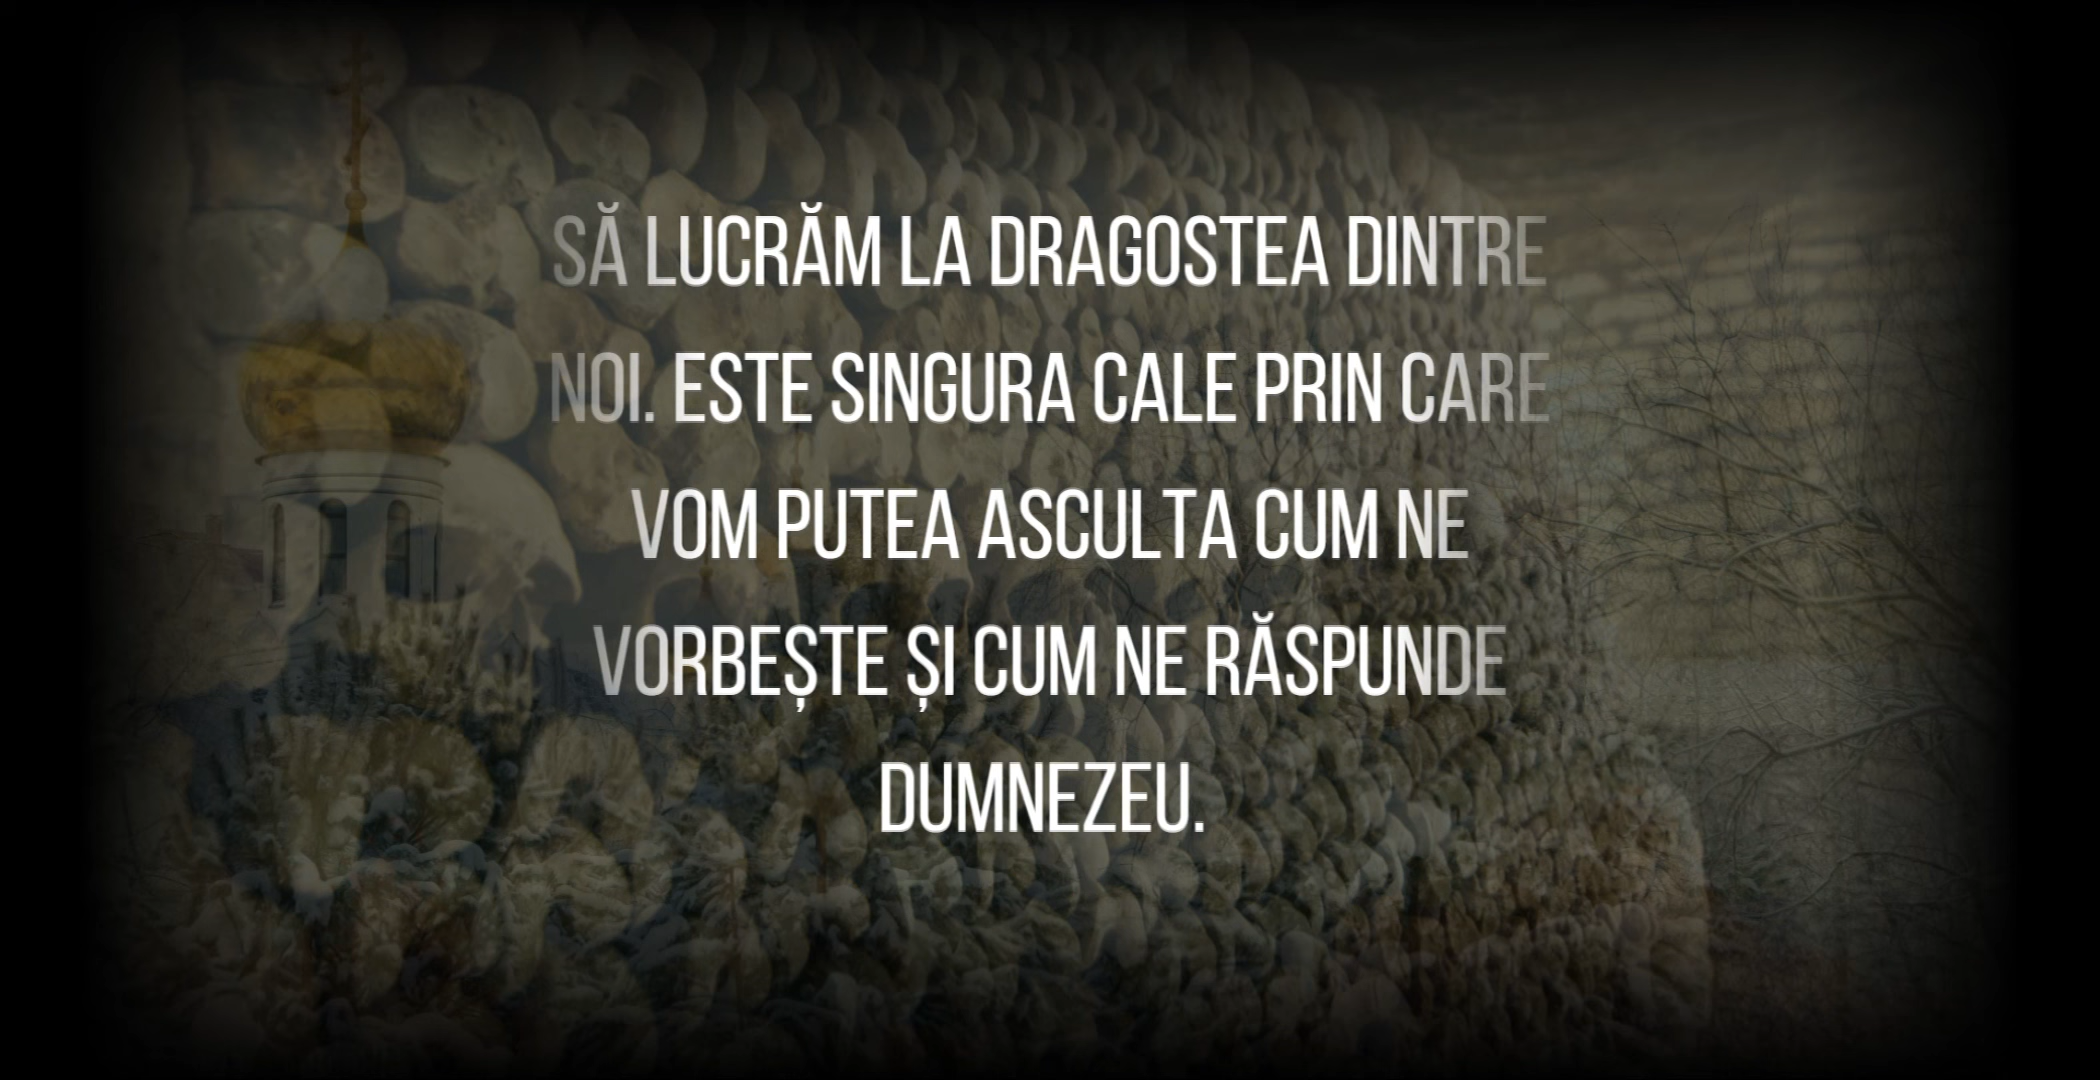 SĂ LUCRĂM LA DRAGOSTEA DINTRE
NOI. ESTE SINGURA CALE PRIN CARE
VOM PUTEA ASCULTA CUM NE
VORBEȘTE ȘI CUM NE RĂSPUNDE
DUMNEZEU.